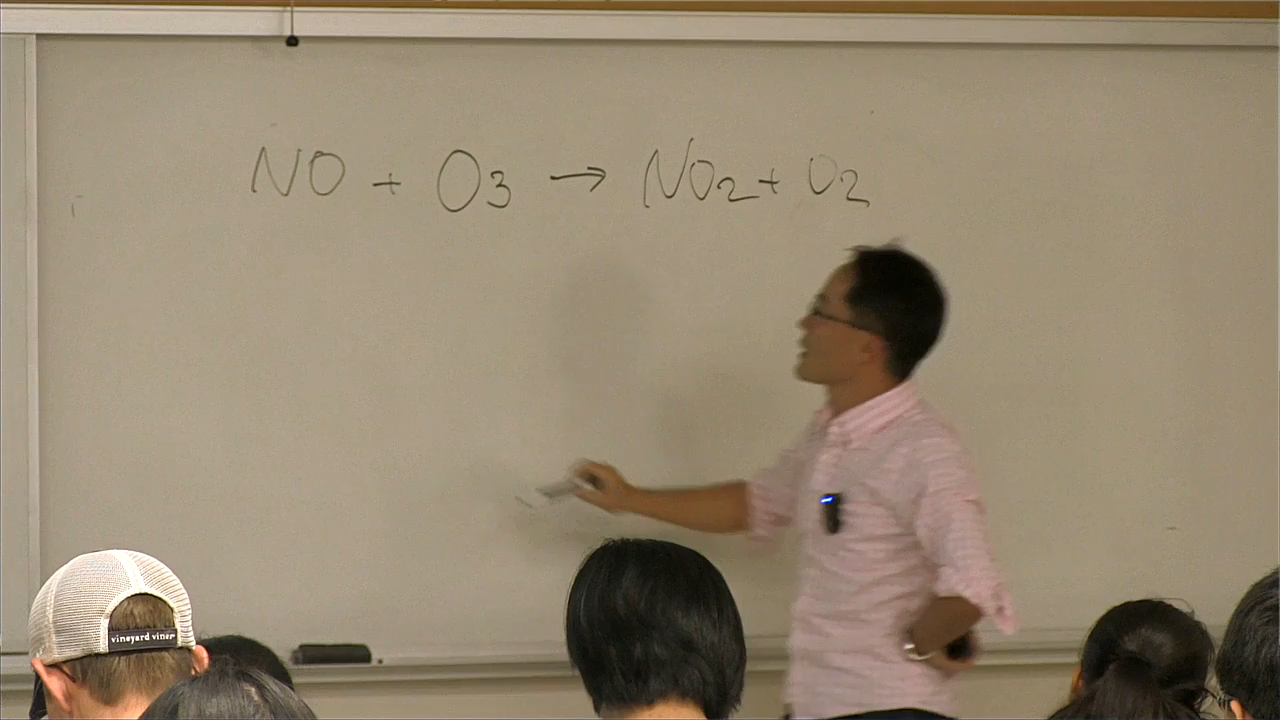 NO + O3 → NO2 + O2
vineyard vines